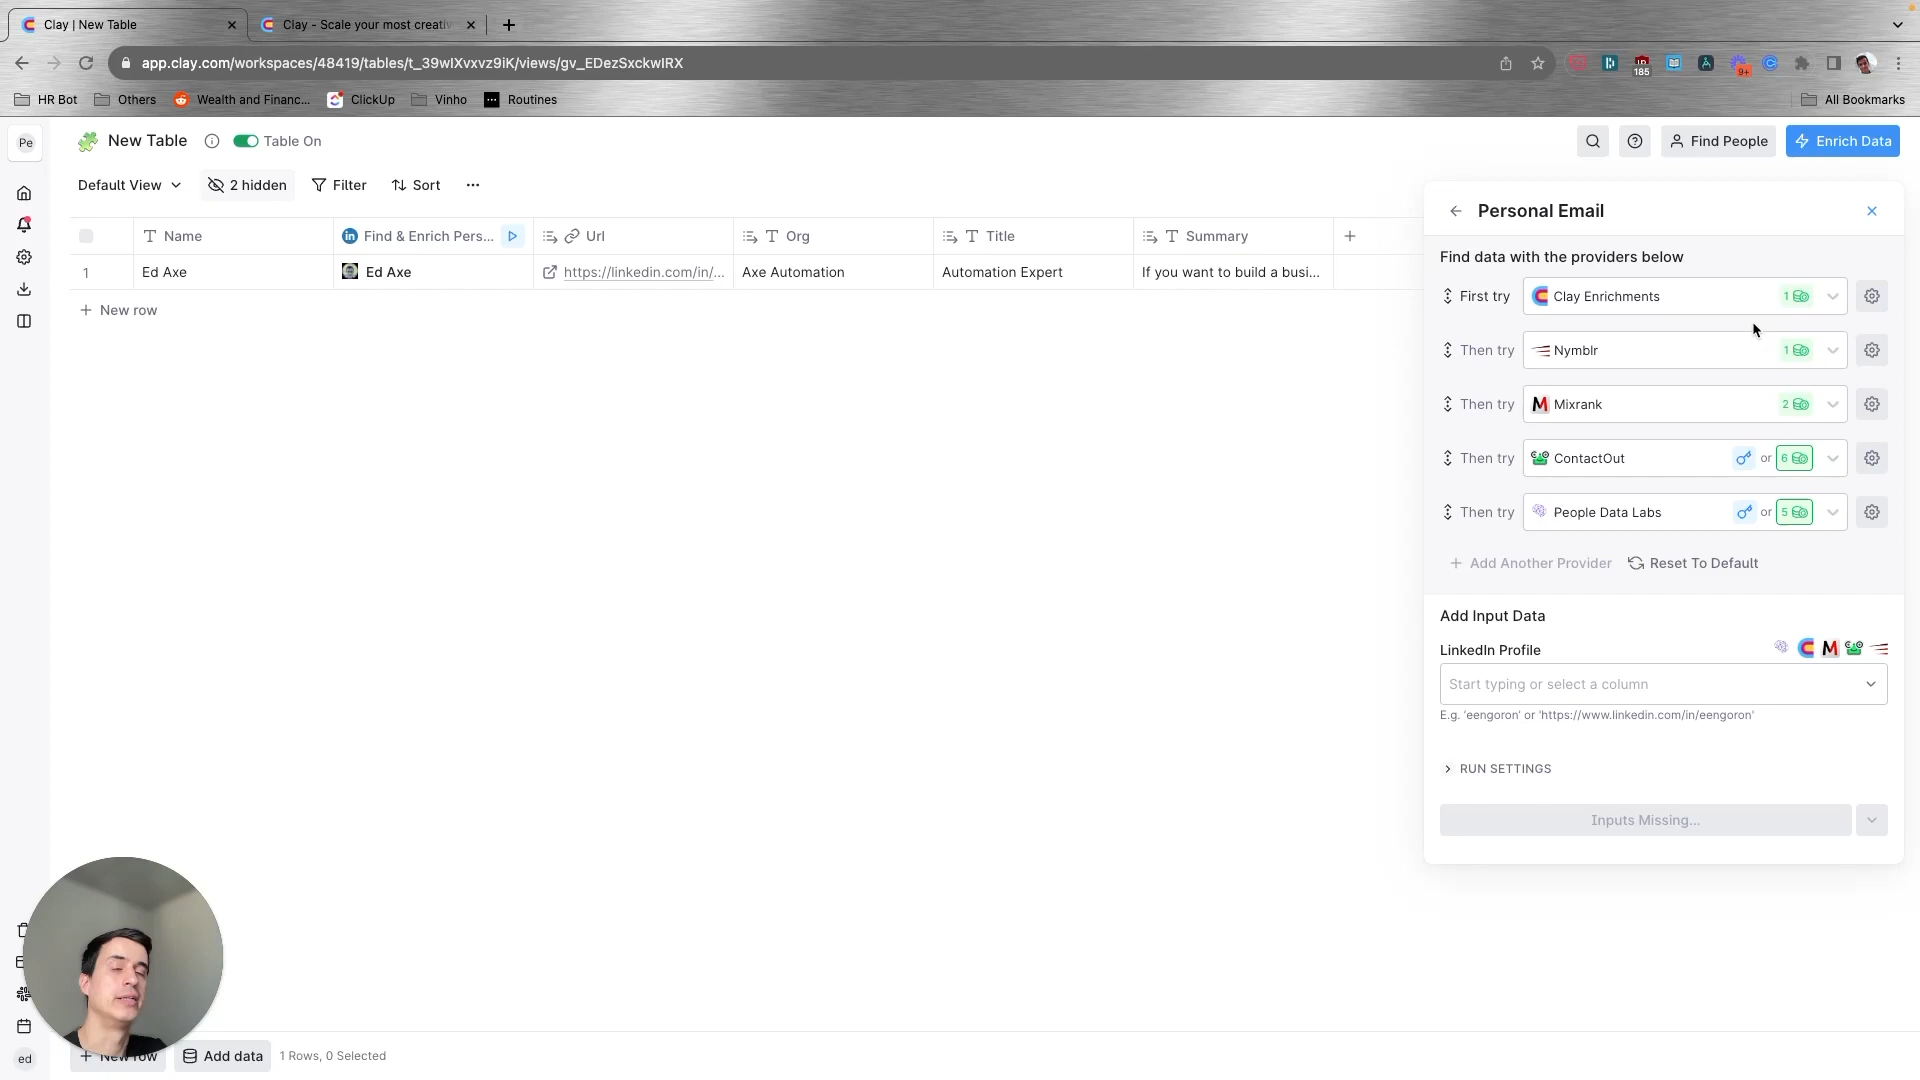 Clay | New Table
Clay - Scale your most creativ
app.clay.com/workspaces/48419/tables/t_39wIXvxvz9iK/views/gv_EDezSxckwIRX
185
9+
HR Bot
Others
Wealth and Financ...
ClickUp
Vinho
Routines
All Bookmarks
Pe
New Table
Table On
Find People
Enrich Data
Default View
2 hidden
Filter
Sort
Name
Find & Enrich Pers...
Url
Org
Title
Summary
1
Ed Axe
Ed Axe
https://linkedin.com/in/...
Axe Automation
Automation Expert
If you want to build a busi...
+ New row
Personal Email
Find data with the providers below
First try Clay Enrichments 1
Then try Nymblr 1
Then try Mixrank 2
Then try ContactOut or 6
Then try People Data Labs or 5
+ Add Another Provider
Reset To Default
Add Input Data
LinkedIn Profile
Start typing or select a column
E.g. 'eengoron' or 'https://www.linkedin.com/in/eengoron'
RUN SETTINGS
Inputs Missing...
ed
+ New row
Add data
1 Rows, 0 Selected